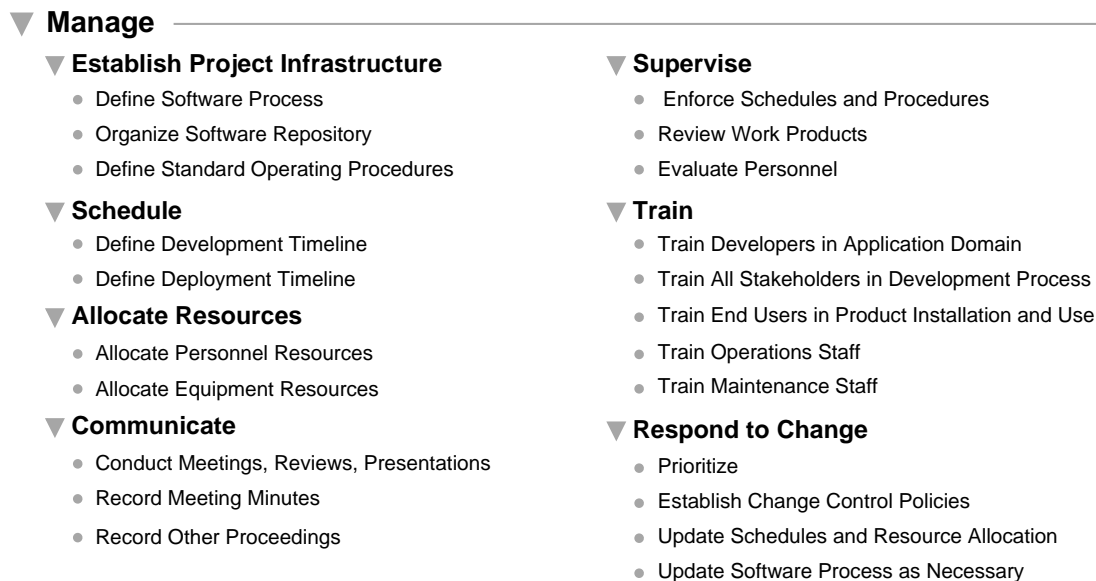 Manage
Establish Project Infrastructure
Define Software Process
Organize Software Repository
Define Standard Operating Procedures
Schedule
Define Development Timeline
Define Deployment Timeline
Allocate Resources
Allocate Personnel Resources
Allocate Equipment Resources
Communicate
Conduct Meetings, Reviews, Presentations
Record Meeting Minutes
Record Other Proceedings
Supervise
Enforce Schedules and Procedures
Review Work Products
Evaluate Personnel
Train
Train Developers in Application Domain
Train All Stakeholders in Development Process
Train End Users in Product Installation and Use
Train Operations Staff
Train Maintenance Staff
Respond to Change
Prioritize
Establish Change Control Policies
Update Schedules and Resource Allocation
Update Software Process as Necessary